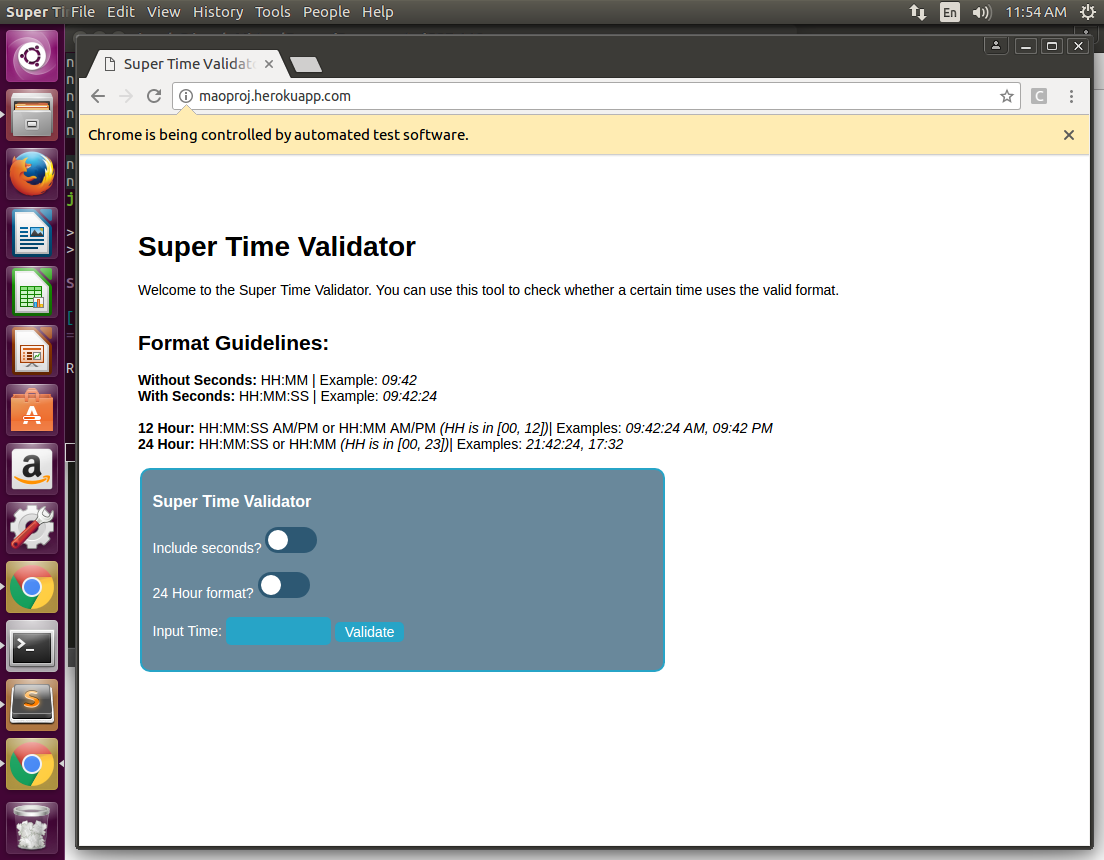 Super Ti File Edit View History Tools People Help En 11:54 AM
Super Time Validat
maoproj.herokuapp.com
Chrome is being controlled by automated test software.
Super Time Validator
Welcome to the Super Time Validator. You can use this tool to check whether a certain time uses the valid format.
Format Guidelines:
Without Seconds: HH:MM | Example: 09:42
With Seconds: HH:MM:SS | Example: 09:42:24
12 Hour: HH:MM:SS AM/PM or HH:MM AM/PM (HH is in [00, 12])| Examples: 09:42:24 AM, 09:42 PM
24 Hour: HH:MM:SS or HH:MM (HH is in [00, 23])| Examples: 21:42:24, 17:32
Super Time Validator
Include seconds?
24 Hour format?
Input Time: Validate